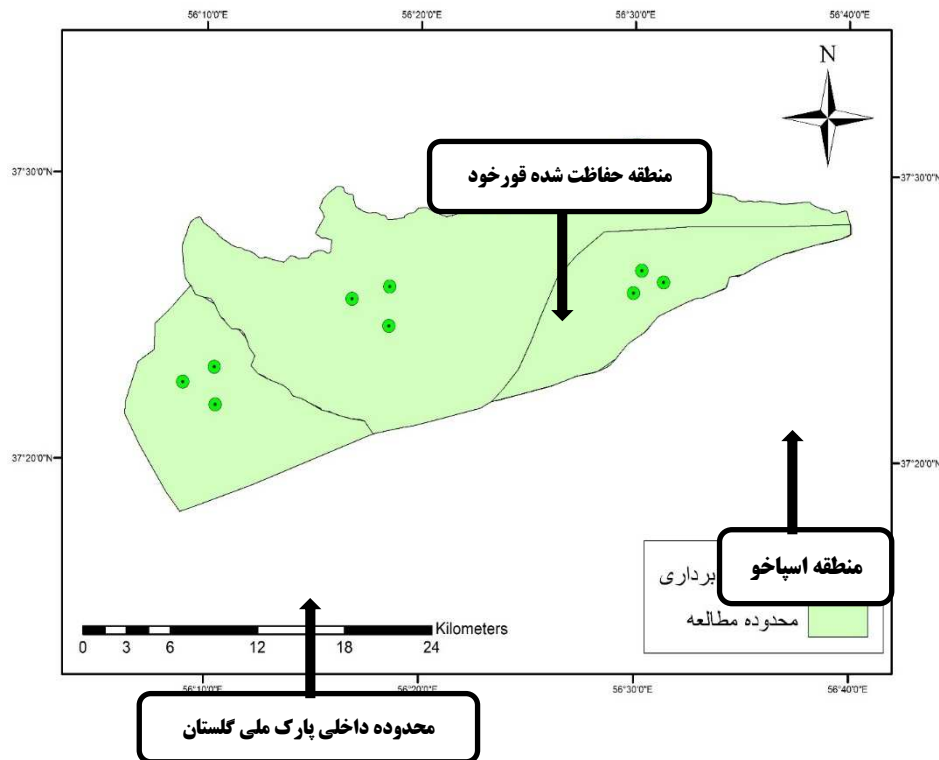 56°10'0"E 56°20'0"E 56°30'0"E 56°40'0"E
N
37°30'0"N 37°30'0"N
منطقه حفاظت شده قورخود
37°20'0"N 37°20'0"N
منطقه اسپاخو
برداری
محدوده مطالعه
Kilometers
0 3 6 12 18 24
56°10'0"E 56°20'0"E 56°30'0"E 56°40'0"E
محدوده داخلی پارک ملی گلستان